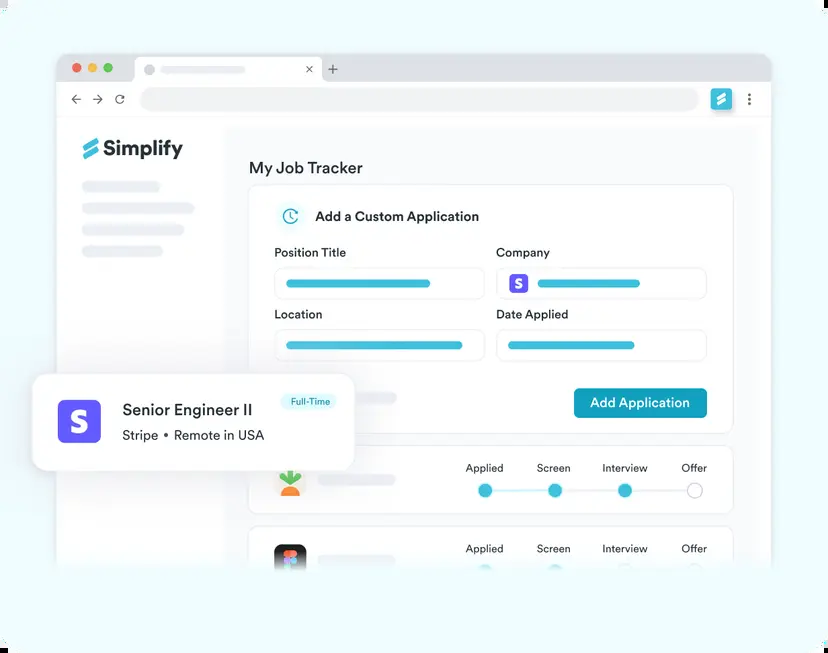 Simplify
My Job Tracker
Add a Custom Application
Position Title
Company
S
Location
Date Applied
Add Application
S
Senior Engineer II
Full-Time
Stripe • Remote in USA
Applied Screen Interview Offer
Applied Screen Interview Offer